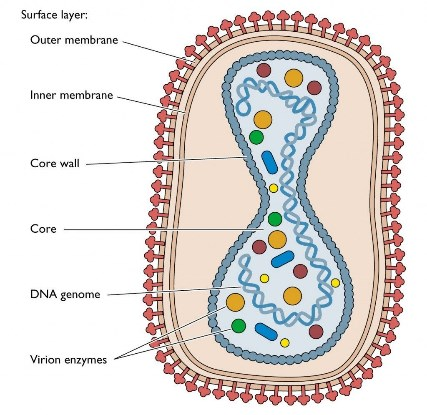 Surface layer:
Outer membrane
Inner membrane
Core wall
Core
DNA genome
Virion enzymes